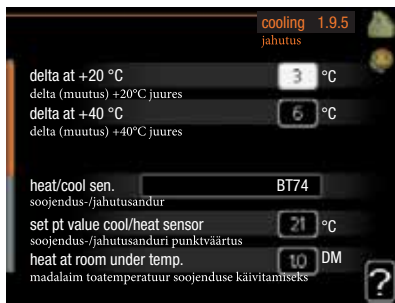 cooling 1.9.5
jahutus
delta at +20 °C 3 °C
delta (muutus) +20°C juures
delta at +40 °C 6 °C
delta (muutus) +40°C juures
heat/cool sen. BT74
soojendus-/jahutusandur
set pt value cool/heat sensor 21 °C
soojendus-/jahutusanduri punktväärtus
heat at room under temp. 1.0 DM
madalaim toatemperatuur soojenduse käivitamiseks
?